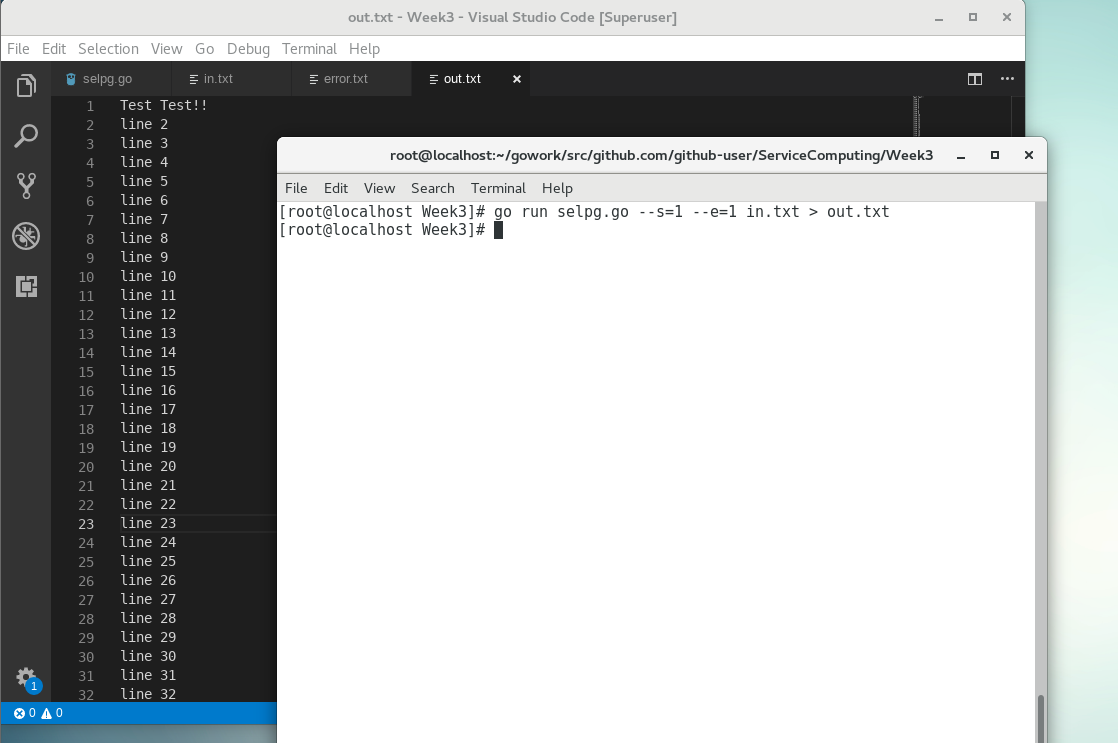 out.txt - Week3 - Visual Studio Code [Superuser]
File Edit Selection View Go Debug Terminal Help
selpg.go in.txt error.txt out.txt
1 Test Test!!
2 line 2
3 line 3
4 line 4
5 line 5
6 line 6
7 line 7
8 line 8
9 line 9
10 line 10
11 line 11
12 line 12
13 line 13
14 line 14
15 line 15
16 line 16
17 line 17
18 line 18
19 line 19
20 line 20
21 line 21
22 line 22
23 line 23
24 line 24
25 line 25
26 line 26
27 line 27
28 line 28
29 line 29
30 line 30
31 line 31
32 line 32
1
0 0
root@localhost:~/gowork/src/github.com/github-user/ServiceComputing/Week3
File Edit View Search Terminal Help
[root@localhost Week3]# go run selpg.go --s=1 --e=1 in.txt > out.txt
[root@localhost Week3]#